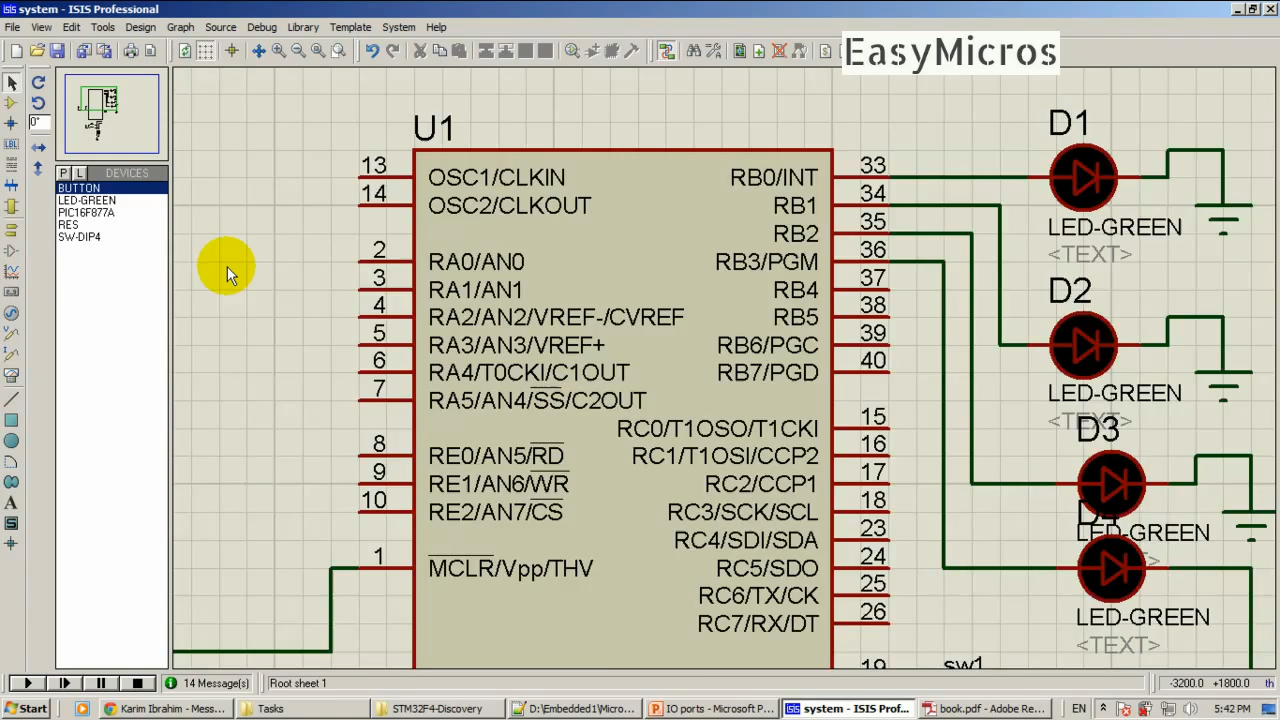 system - ISIS Professional
File View Edit Tools Design Graph Source Debug Library Template System Help
EasyMicros
0°
LBL
P L DEVICES
BUTTON
LED-GREEN
PIC16F877A
RES
SW-DIP4
U1
13 OSC1/CLKIN
14 OSC2/CLKOUT
2 RA0/AN0
3 RA1/AN1
4 RA2/AN2/VREF-/CVREF
5 RA3/AN3/VREF+
6 RA4/T0CKI/C1OUT
7 RA5/AN4/SS/C2OUT
8 RE0/AN5/RD
9 RE1/AN6/WR
10 RE2/AN7/CS
1 MCLR/Vpp/THV
RB0/INT 33
RB1 34
RB2 35
RB3/PGM 36
RB4 37
RB5 38
RB6/PGC 39
RB7/PGD 40
RC0/T1OSO/T1CKI 15
RC1/T1OSI/CCP2 16
RC2/CCP1 17
RC3/SCK/SCL 18
RC4/SDI/SDA 23
RC5/SDO 24
RC6/TX/CK 25
RC7/RX/DT 26
19
sw1
D1
LED-GREEN
<TEXT>
D2
LED-GREEN
<TEXT>
D3
LED-GREEN
D4
LED-GREEN
<TEXT>
14 Message(s) Root sheet 1 -3200.0 +1800.0 th
Start Karim Ibrahim - Mess... Tasks STM32F4-Discovery D:\Embedded1\Micro... IO ports - Microsoft P... system - ISIS Prof... book.pdf - Adobe Re... EN 5:42 PM